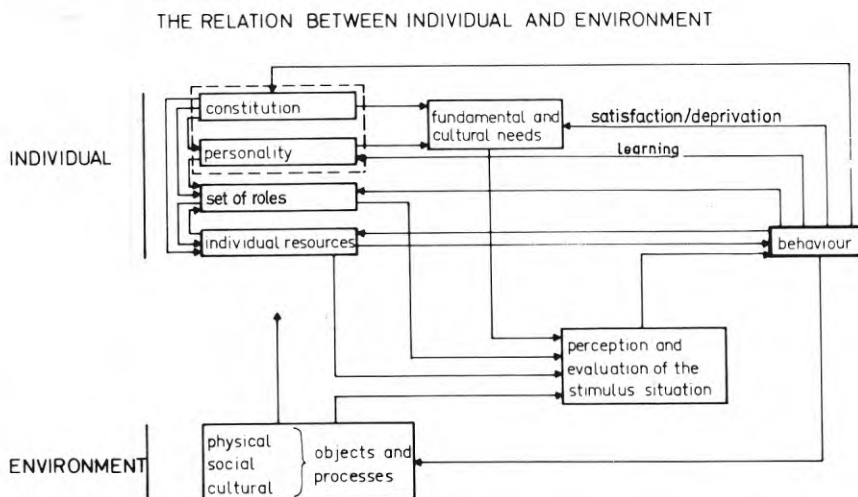 THE RELATION BETWEEN INDIVIDUAL AND ENVIRONMENT
INDIVIDUAL
constitution
personality
set of roles
individual resources
fundamental and
cultural needs
satisfaction/deprivation
learning
behaviour
perception and
evaluation of the
stimulus situation
ENVIRONMENT
physical
social
cultural
objects and
processes